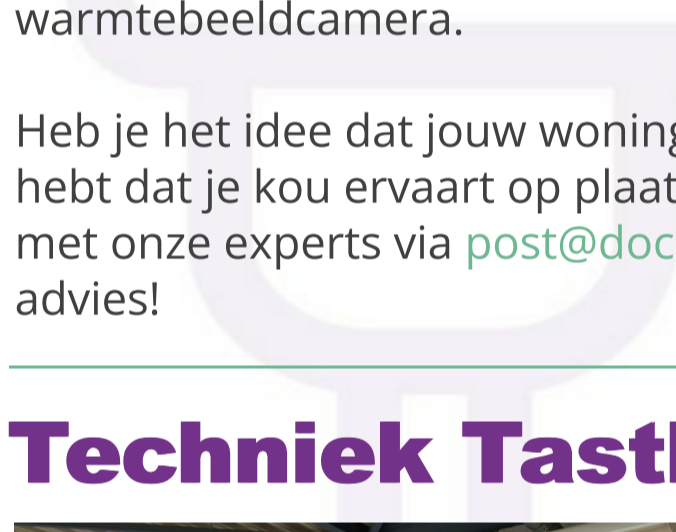 warmtebeeldcamera.
Heb je het idee dat jouw woning
hebt dat je kou ervaart op plaat
met onze experts via post@doc
advies!
Techniek Tast